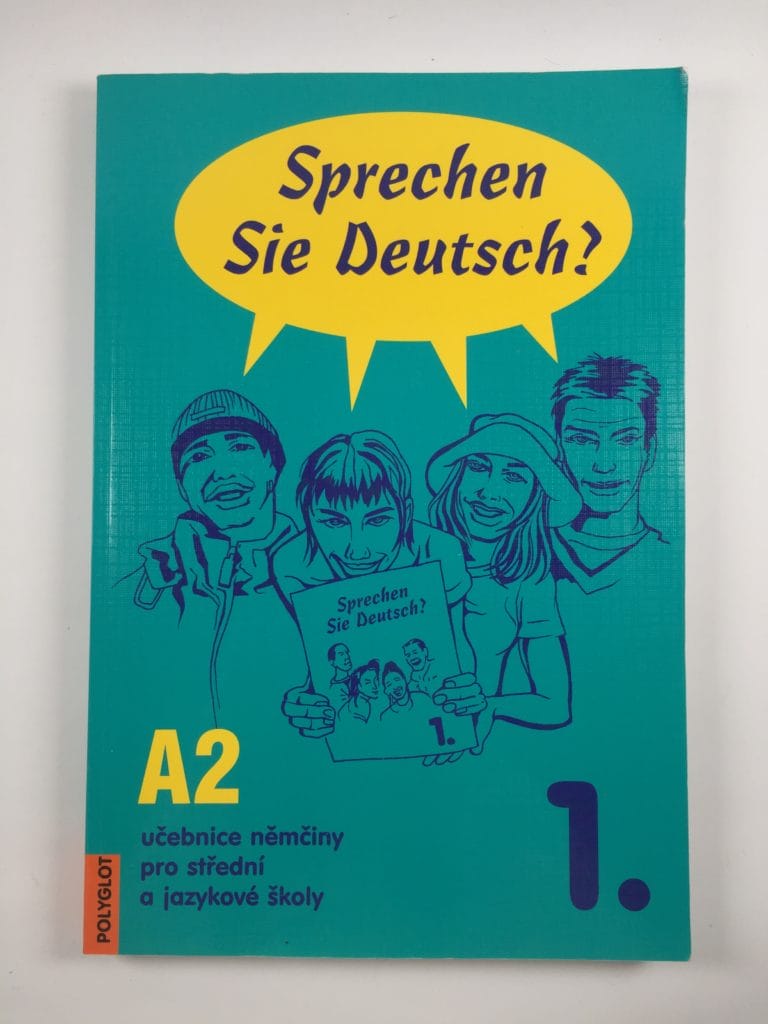 Sprechen
Sie Deutsch?
Sprechen
Sie Deutsch?
1.
A2
učebnice němčiny
pro střední
a jazykové školy
1.
POLYGLOT